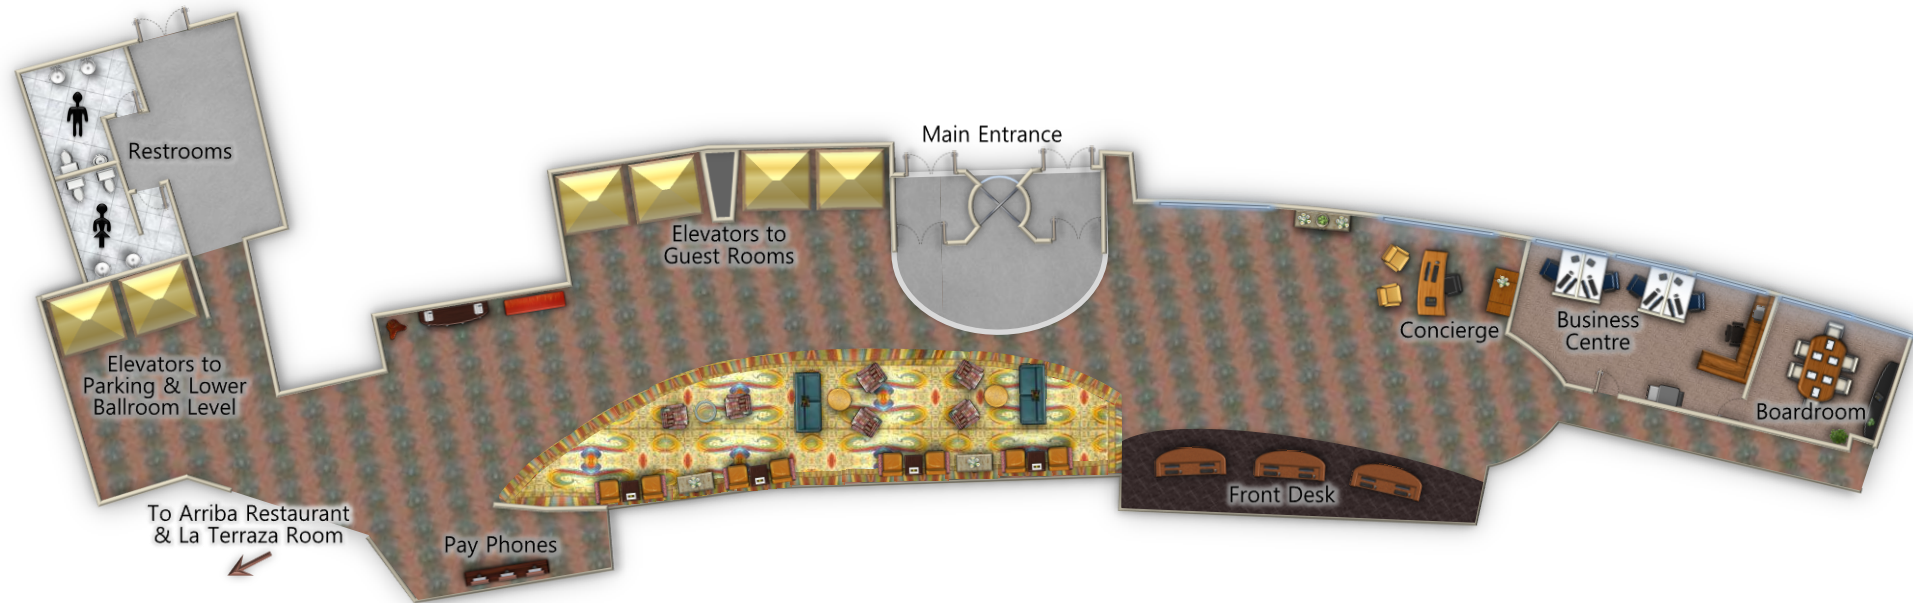 Main Entrance
Restrooms
Elevators to
Guest Rooms
Concierge
Business
Centre
Elevators to
Parking & Lower
Ballroom Level
Boardroom
Front Desk
To Arriba Restaurant
& La Terraza Room
Pay Phones